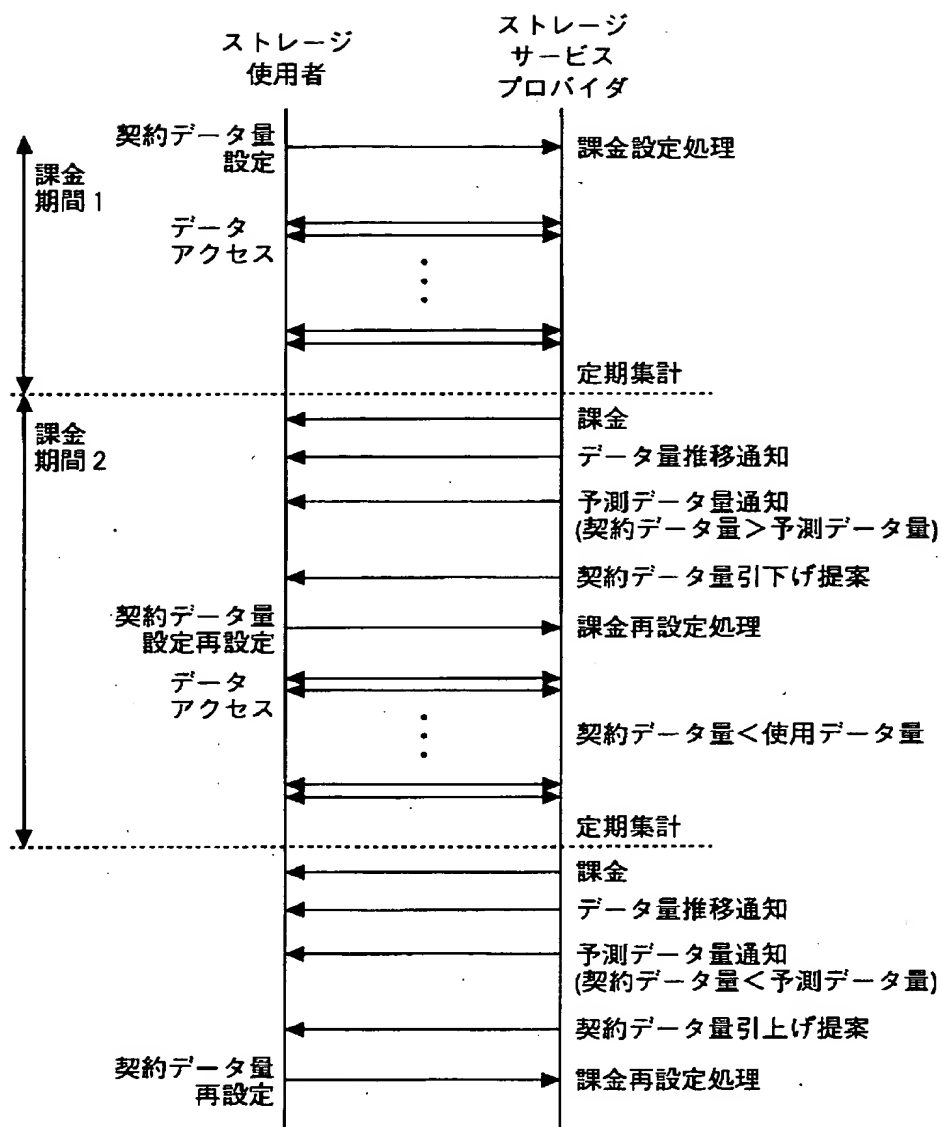 ストレージ
使用者
ストレージ
サービス
プロバイダ
課金
期間1
契約データ量
設定
課金設定処理
データ
アクセス
定期集計
課金
期間2
課金
データ量推移通知
予測データ量通知
(契約データ量＞予測データ量)
契約データ量引下げ提案
契約データ量
設定再設定
課金再設定処理
データ
アクセス
契約データ量＜使用データ量
定期集計
課金
データ量推移通知
予測データ量通知
(契約データ量＜予測データ量)
契約データ量引上げ提案
契約データ量
再設定
課金再設定処理